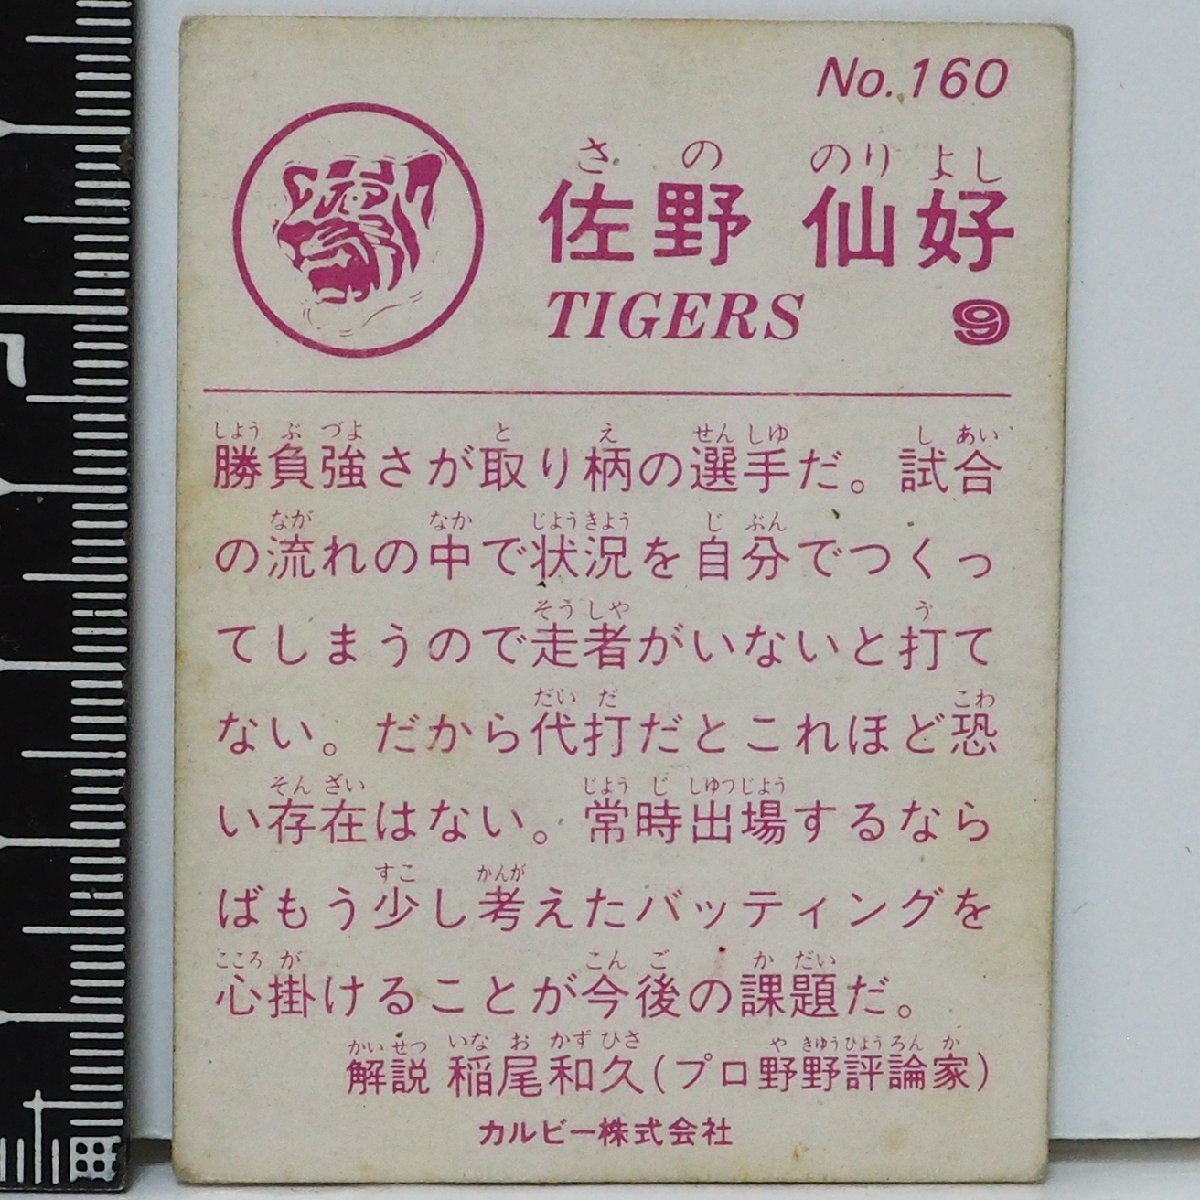 No.160
さの のりよし
佐野 仙好
TIGERS 9
しよう ぶ づよ と え せん しゆ し あい
勝負強さが取り柄の選手だ。試合
なが なか じようきよう じ ぶん
の流れの中で状況を自分でつくっ
そうしや う
てしまうので走者がいないと打て
だい だ こわ
ない。だから代打だとこれほど恐
そん ざい じよう じ しゆつじよう
い存在はない。常時出場するなら
すこ かんが
ばもう少し考えたバッティングを
こころ が こん ご か だい
心掛けることが今後の課題だ。
かいせつ いな お かず ひさ や きゆうひようろん か
解説 稲尾和久(プロ野野評論家)
カルビー株式会社